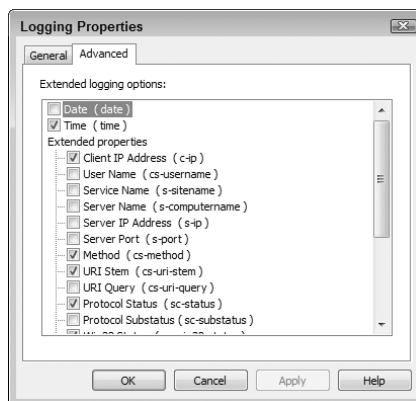 Logging Properties
General Advanced
Extended logging options:
Date ( date )
Time ( time )
Extended properties
Client IP Address ( c-ip )
User Name ( cs-username )
Service Name ( s-sitename )
Server Name ( s-computername )
Server IP Address ( s-ip )
Server Port ( s-port )
Method ( cs-method )
URI Stem ( cs-uri-stem )
URI Query ( cs-uri-query )
Protocol Status ( sc-status )
Protocol Substatus ( sc-substatus )
OK Cancel Apply Help